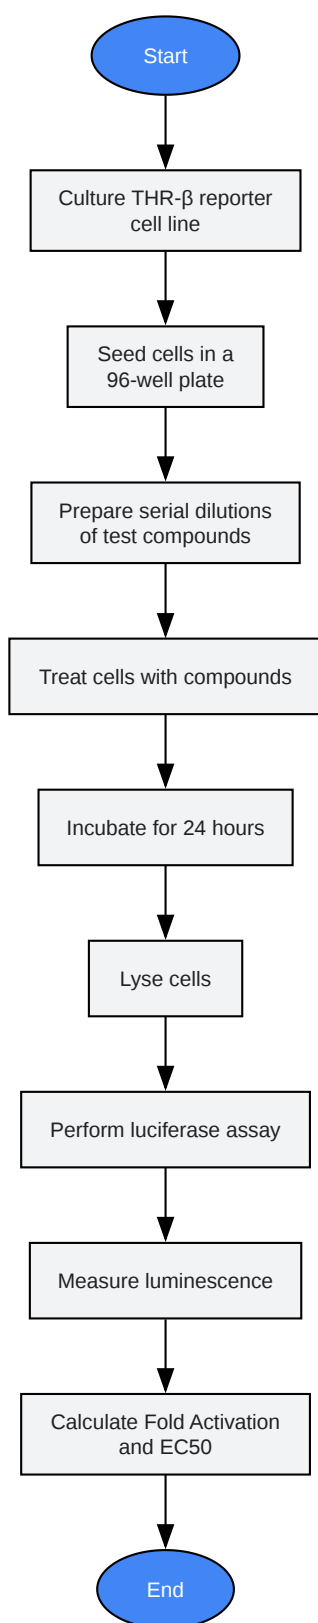 Start
Culture THR-β reporter
cell line
Seed cells in a
96-well plate
Prepare serial dilutions
of test compounds
Treat cells with compounds
Incubate for 24 hours
Lyse cells
Perform luciferase assay
Measure luminescence
Calculate Fold Activation
and EC50
End